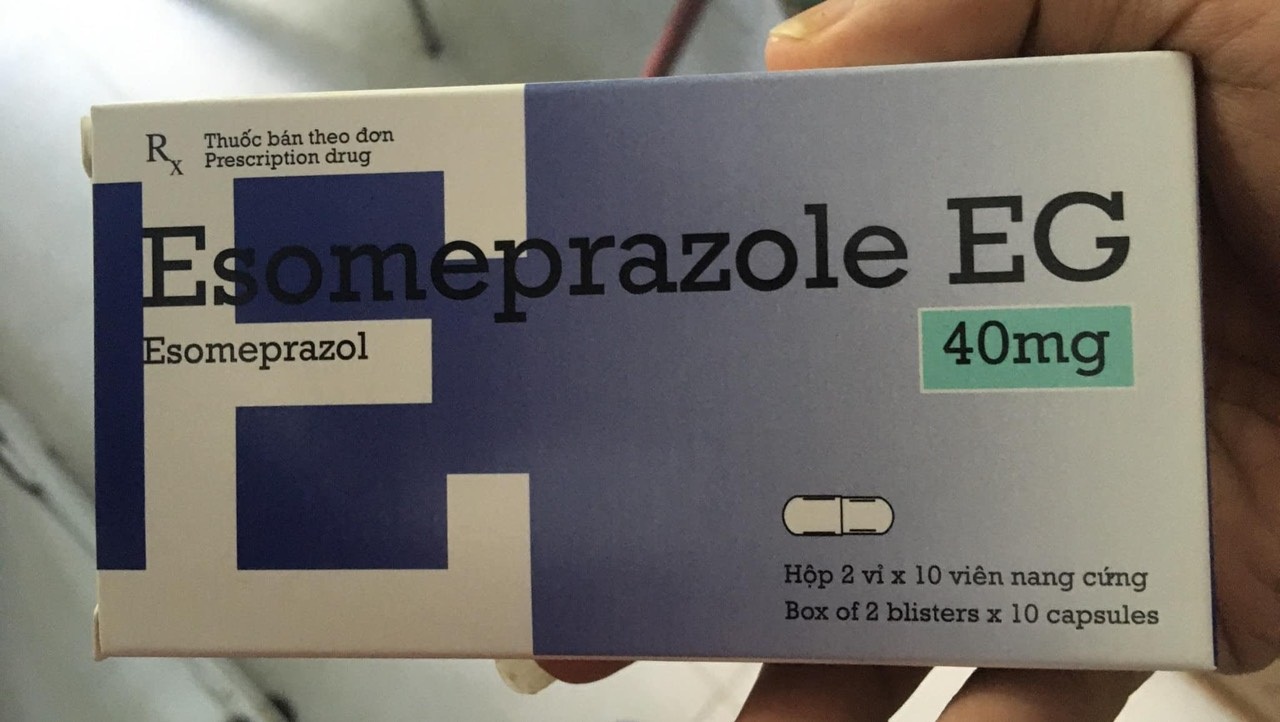 Rx Thuốc bán theo đơn
Prescription drug
Esomeprazole EG
Esomeprazol
40mg
Hộp 2 vỉ x 10 viên nang cứng
Box of 2 blisters x 10 capsules